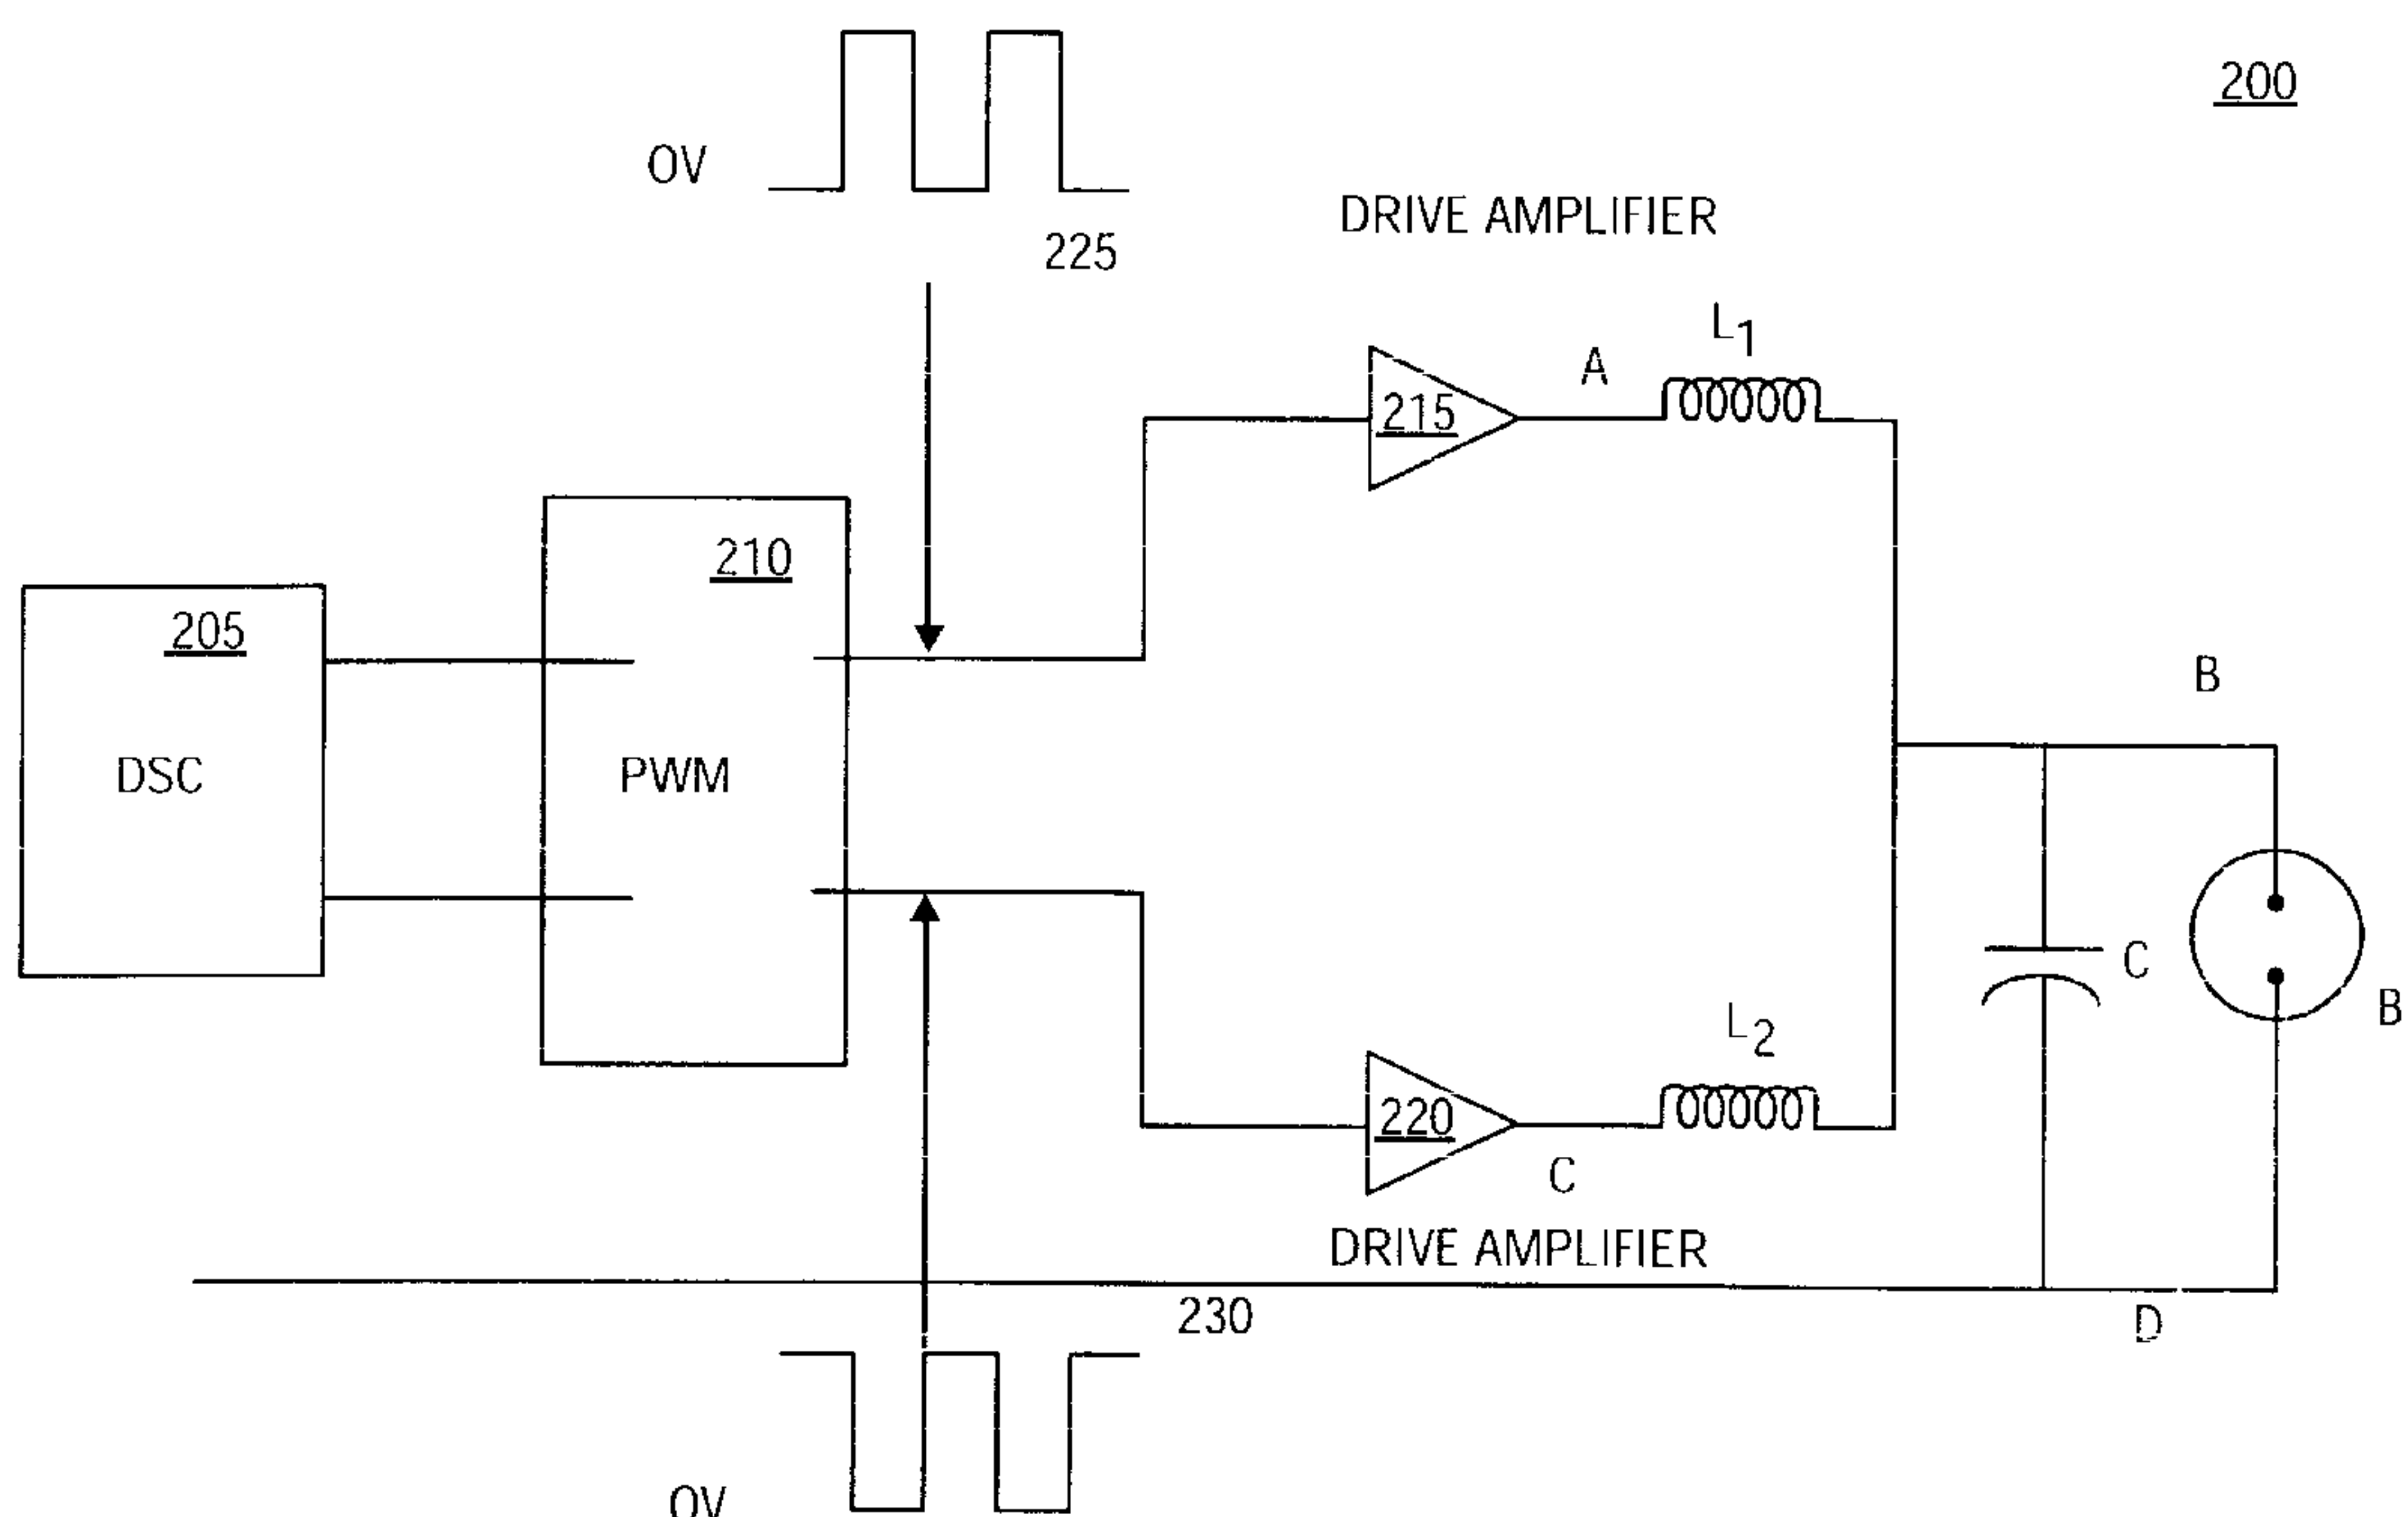 200
OV
225
DRIVE AMPLIFIER
L1
A
215
210
205
B
DSC
PWM
C
B
L2
220
C
DRIVE AMPLIFIER
230
D
OV